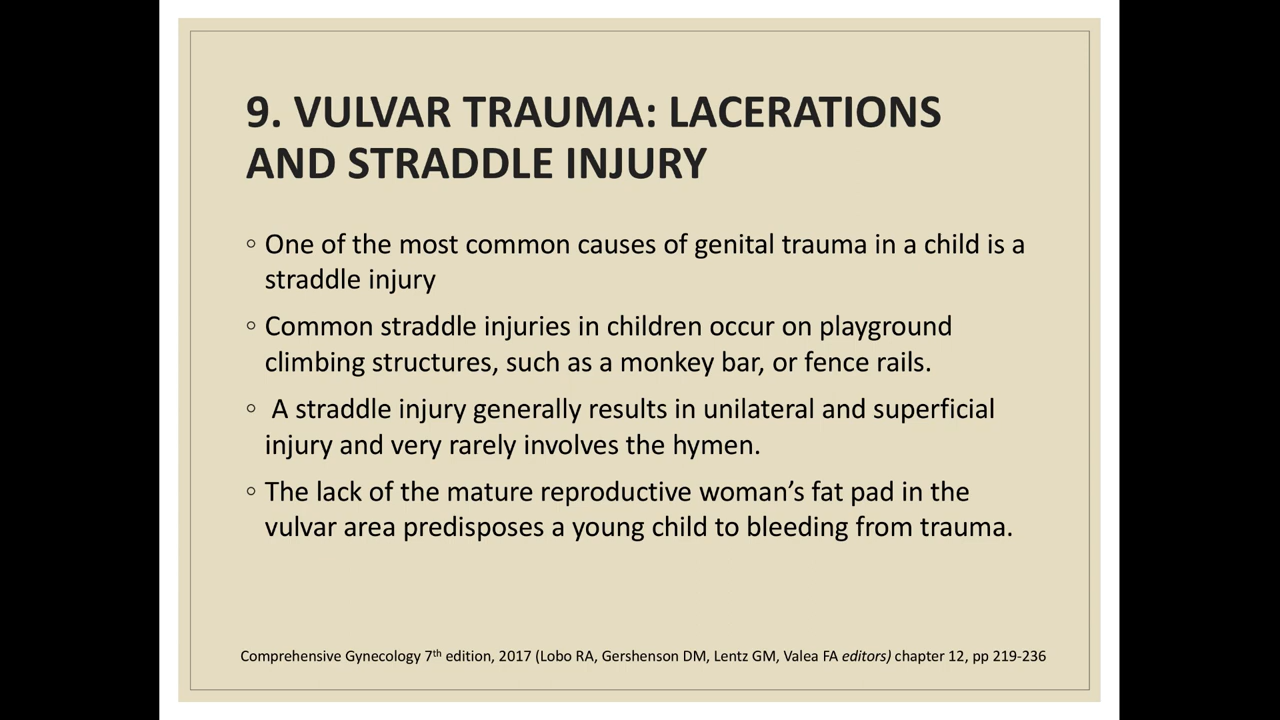 9. VULVAR TRAUMA: LACERATIONS
AND STRADDLE INJURY
◦ One of the most common causes of genital trauma in a child is a
straddle injury
◦ Common straddle injuries in children occur on playground
climbing structures, such as a monkey bar, or fence rails.
◦ A straddle injury generally results in unilateral and superficial
injury and very rarely involves the hymen.
◦ The lack of the mature reproductive woman’s fat pad in the
vulvar area predisposes a young child to bleeding from trauma.
Comprehensive Gynecology 7th edition, 2017 (Lobo RA, Gershenson DM, Lentz GM, Valea FA editors) chapter 12, pp 219-236